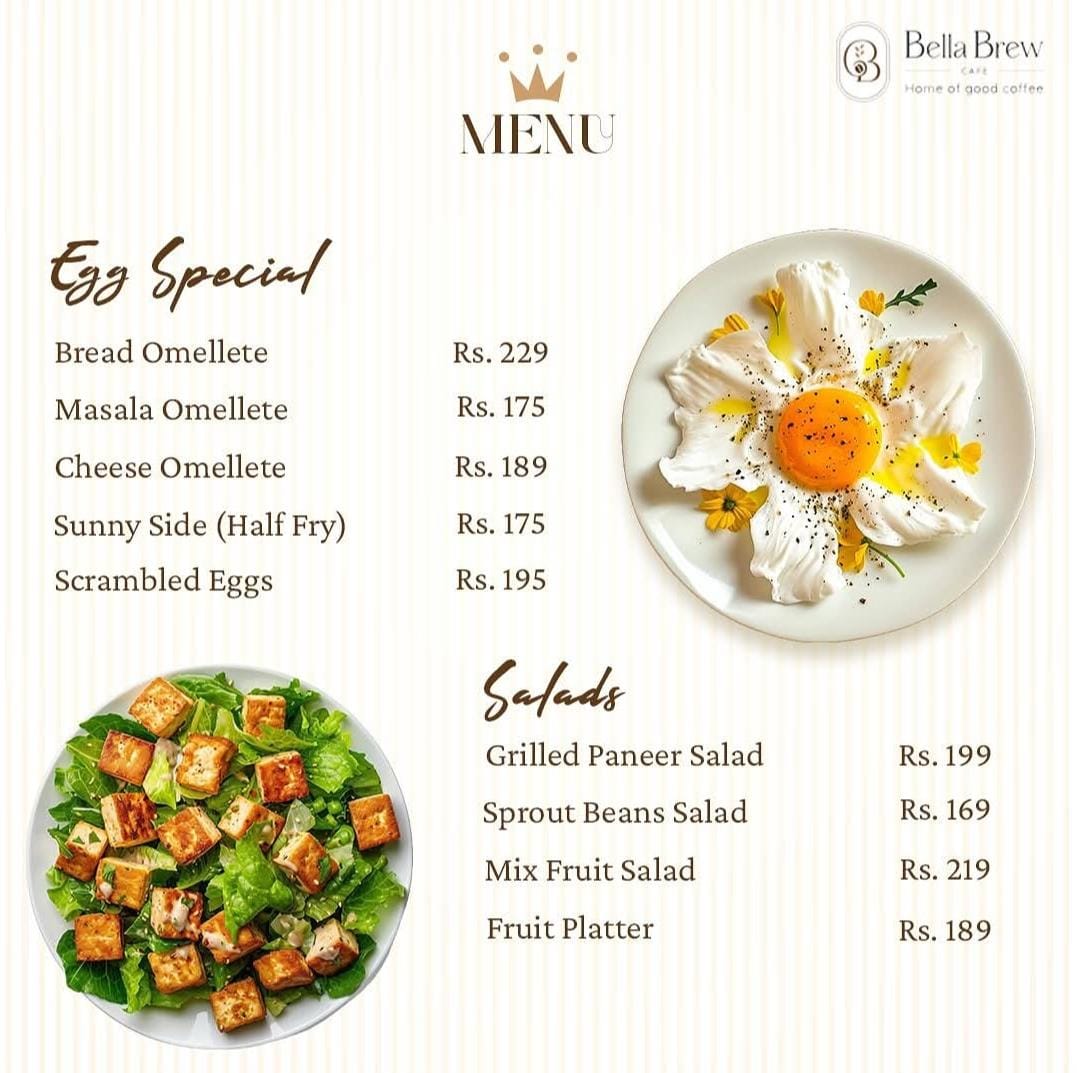 Bella Brew
CAFE
Home of good coffee
MENU
Egg Special
Bread Omellete Rs. 229
Masala Omellete Rs. 175
Cheese Omellete Rs. 189
Sunny Side (Half Fry) Rs. 175
Scrambled Eggs Rs. 195
Salads
Grilled Paneer Salad Rs. 199
Sprout Beans Salad Rs. 169
Mix Fruit Salad Rs. 219
Fruit Platter Rs. 189